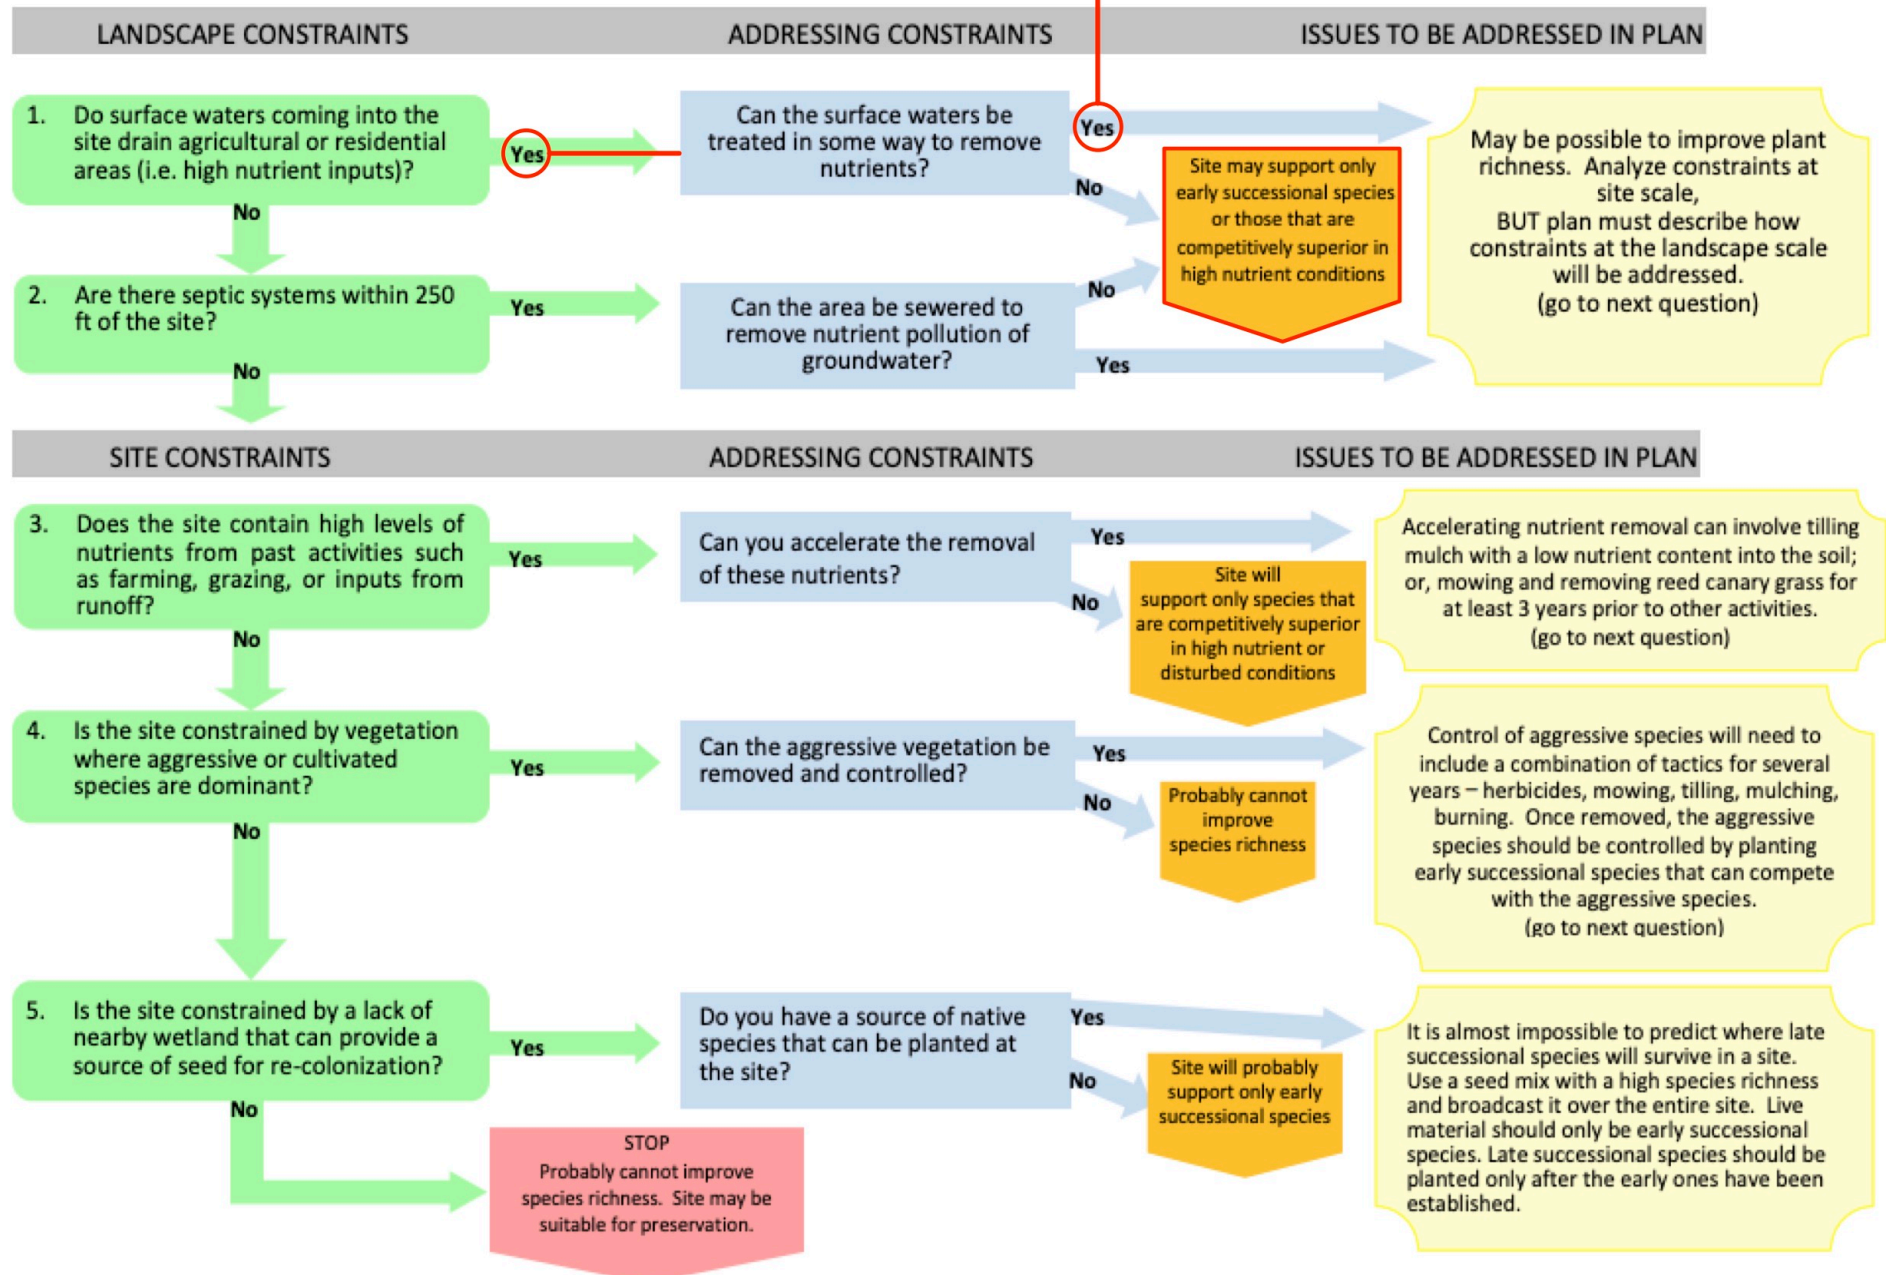 LANDSCAPE CONSTRAINTS
ADDRESSING CONSTRAINTS
ISSUES TO BE ADDRESSED IN PLAN
1. Do surface waters coming into the
site drain agricultural or residential
areas (i.e. high nutrient inputs)?
Yes
No
Can the surface waters be
treated in some way to remove
nutrients?
Yes
No
Site may support only
early successional species
or those that are
competitively superior in
high nutrient conditions
May be possible to improve plant
richness. Analyze constraints at
site scale,
BUT plan must describe how
constraints at the landscape scale
will be addressed.
(go to next question)
2. Are there septic systems within 250
ft of the site?
Yes
No
Can the area be sewered to
remove nutrient pollution of
groundwater?
No
Yes
SITE CONSTRAINTS
ADDRESSING CONSTRAINTS
ISSUES TO BE ADDRESSED IN PLAN
3. Does the site contain high levels of
nutrients from past activities such
as farming, grazing, or inputs from
runoff?
Yes
No
Can you accelerate the removal
of these nutrients?
Yes
No
Site will
support only species that
are competitively superior
in high nutrient or
disturbed conditions
Accelerating nutrient removal can involve tilling
mulch with a low nutrient content into the soil;
or, mowing and removing reed canary grass for
at least 3 years prior to other activities.
(go to next question)
4. Is the site constrained by vegetation
where aggressive or cultivated
species are dominant?
Yes
No
Can the aggressive vegetation be
removed and controlled?
Yes
No
Probably cannot
improve
species richness
Control of aggressive species will need to
include a combination of tactics for several
years – herbicides, mowing, tilling, mulching,
burning. Once removed, the aggressive
species should be controlled by planting
early successional species that can compete
with the aggressive species.
(go to next question)
5. Is the site constrained by a lack of
nearby wetland that can provide a
source of seed for re-colonization?
Yes
No
Do you have a source of native
species that can be planted at
the site?
Yes
No
Site will probably
support only early
successional species
It is almost impossible to predict where late
successional species will survive in a site.
Use a seed mix with a high species richness
and broadcast it over the entire site. Live
material should only be early successional
species. Late successional species should be
planted only after the early ones have been
established.
STOP
Probably cannot improve
species richness. Site may be
suitable for preservation.